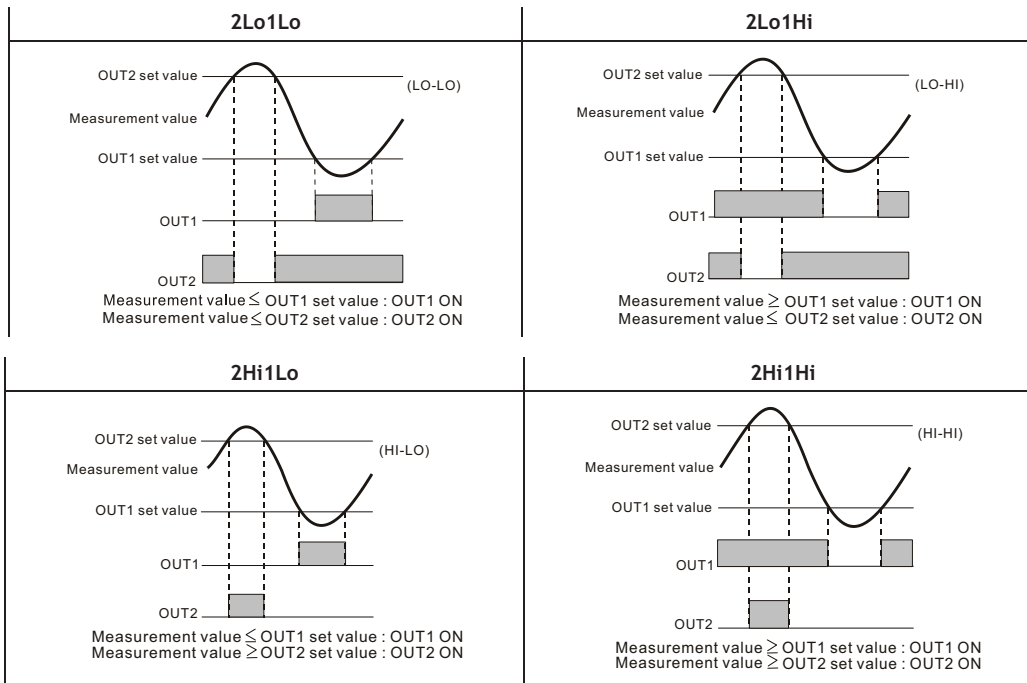 2Lo1Lo
OUT2 set value
(LO-LO)
Measurement value
OUT1 set value
OUT1
OUT2
Measurement value ≦ OUT1 set value : OUT1 ON
Measurement value ≦ OUT2 set value : OUT2 ON
2Lo1Hi
OUT2 set value
(LO-HI)
Measurement value
OUT1 set value
OUT1
OUT2
Measurement value ≧ OUT1 set value : OUT1 ON
Measurement value ≦ OUT2 set value : OUT2 ON
2Hi1Lo
OUT2 set value
(HI-LO)
Measurement value
OUT1 set value
OUT1
OUT2
Measurement value ≦ OUT1 set value : OUT1 ON
Measurement value ≧ OUT2 set value : OUT2 ON
2Hi1Hi
OUT2 set value
(HI-HI)
Measurement value
OUT1 set value
OUT1
OUT2
Measurement value ≧ OUT1 set value : OUT1 ON
Measurement value ≧ OUT2 set value : OUT2 ON